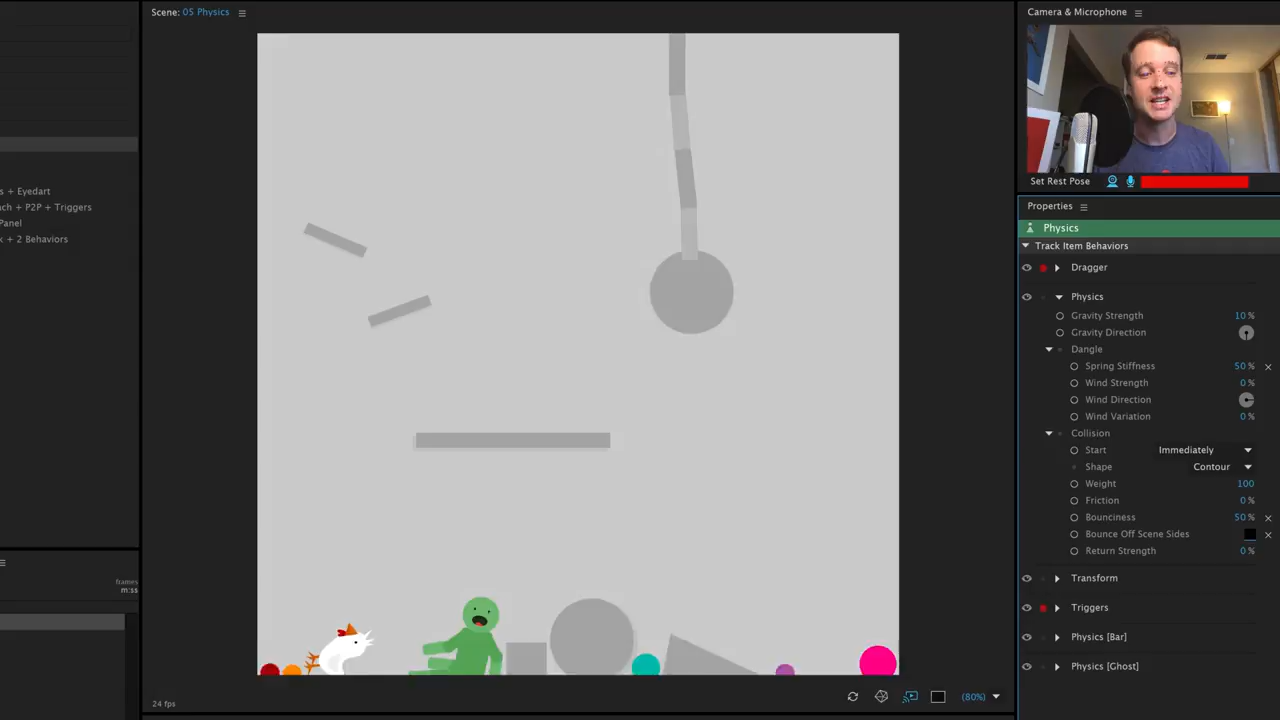 Scene: 05 Physics
s + Eyedart
ach + P2P + Triggers
Panel
k + 2 Behaviors
frames
m:ss
24 fps
(80%)
Camera & Microphone
Set Rest Pose
Properties
Physics
Track Item Behaviors
Dragger
Physics
Gravity Strength 10 %
Gravity Direction
Dangle
Spring Stiffness 50 %
Wind Strength 0 %
Wind Direction
Wind Variation 0 %
Collision
Start Immediately
Shape Contour
Weight 100
Friction 0 %
Bounciness 50 %
Bounce Off Scene Sides
Return Strength 0 %
Transform
Triggers
Physics [Bar]
Physics [Ghost]